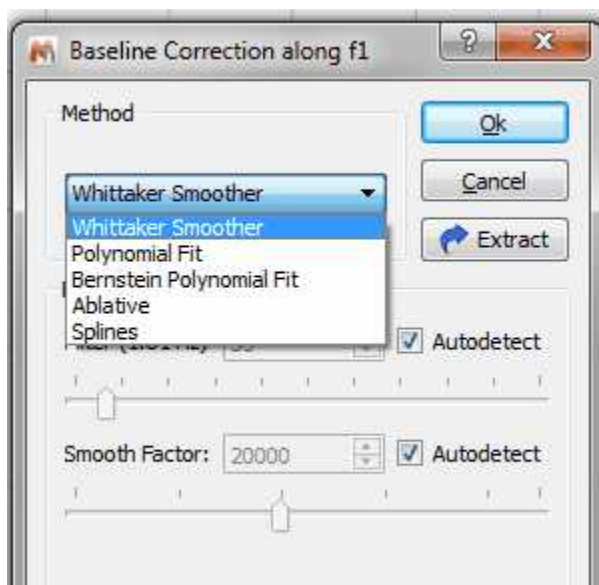 Baseline Correction along f1
Method
Ok
Whittaker Smoother
Cancel
Whittaker Smoother
Extract
Polynomial Fit
Bernstein Polynomial Fit
Ablative
Splines
Autodetect
Smooth Factor: 20000
Autodetect